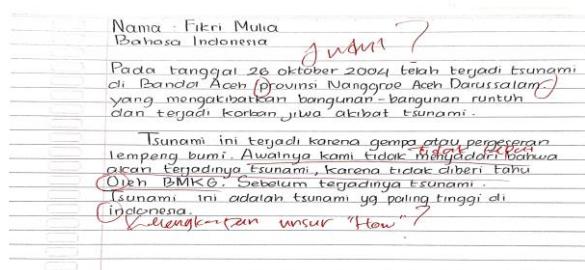 Nama : Fikri Mulia
Bahasa Indonesia
Judul ?
Pada tanggal 26 oktober 2004 telah terjadi tsunami
di Banda Aceh provinsi Nanggroe Aceh Darussalam
yang mengakibatkan bangunan-bangunan runtuh
dan terjadi korban jiwa akibat tsunami.
Tsunami ini terjadi karena gempa atau pergeseran
tidak
lempeng bumi. Awalnya kami tidak menyadari bahwa
akan terjadinya tsunami, karena tidak diberi tahu
Oleh BMKG. Sebelum terjadinya tsunami.
Tsunami ini adalah tsunami yg paling tinggi di
indonesia.
Kelengkapan unsur "How" ?